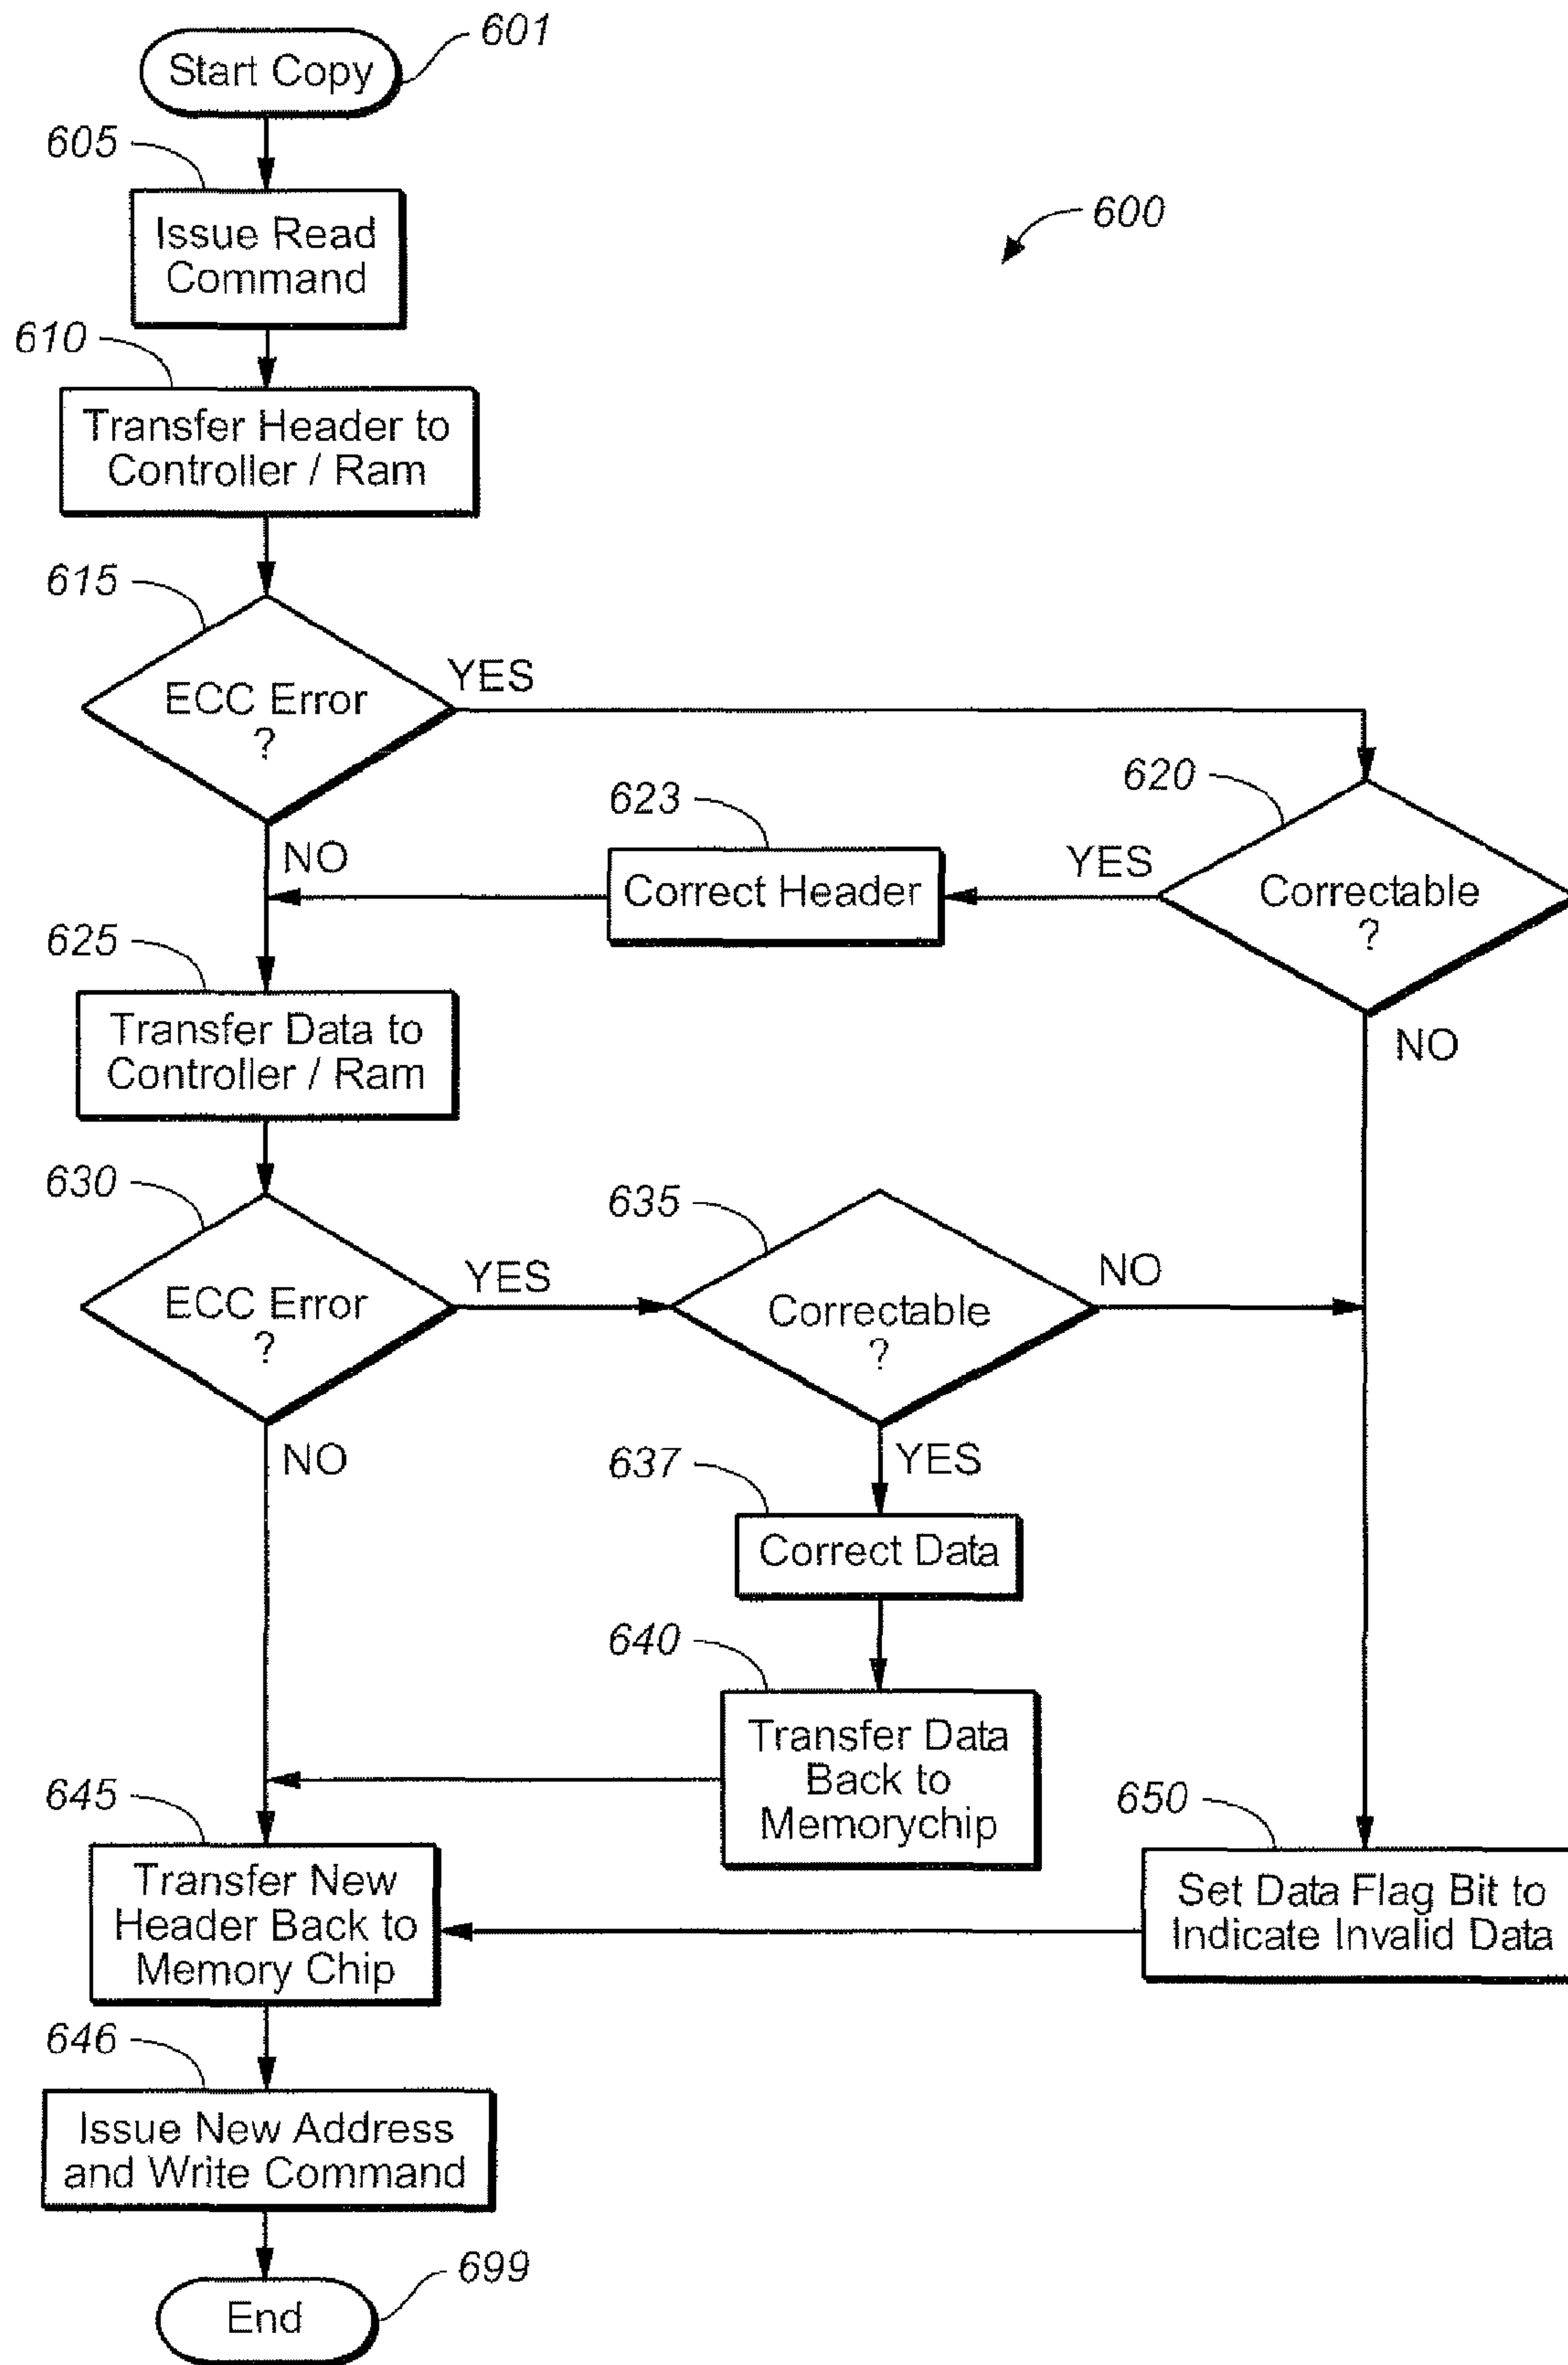 601
Start Copy
605
Issue Read
Command
600
610
Transfer Header to
Controller / Ram
615
ECC Error
?
YES
NO
620
Correctable
?
YES
NO
623
Correct Header
625
Transfer Data to
Controller / Ram
630
ECC Error
?
YES
NO
635
Correctable
?
NO
YES
637
Correct Data
640
Transfer Data
Back to
Memorychip
645
Transfer New
Header Back to
Memory Chip
650
Set Data Flag Bit to
Indicate Invalid Data
646
Issue New Address
and Write Command
699
End